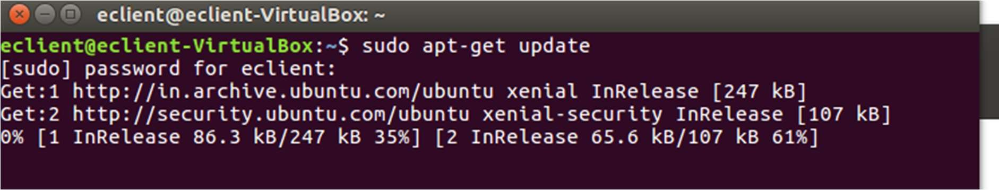 eclient@eclient-VirtualBox: ~
eclient@eclient-VirtualBox:~$ sudo apt-get update
[sudo] password for eclient:
Get:1 http://in.archive.ubuntu.com/ubuntu xenial InRelease [247 kB]
Get:2 http://security.ubuntu.com/ubuntu xenial-security InRelease [107 kB]
0% [1 InRelease 86.3 kB/247 kB 35%] [2 InRelease 65.6 kB/107 kB 61%]